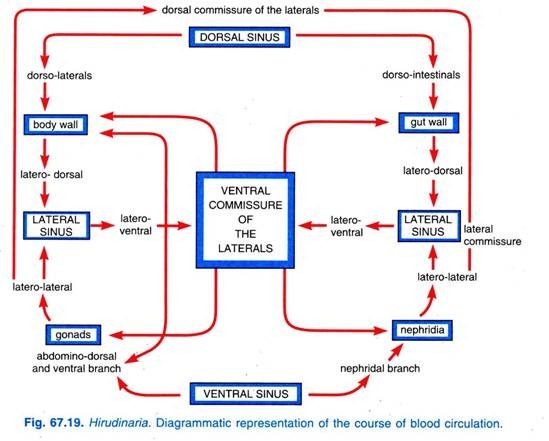 dorsal commissure of the laterals
DORSAL SINUS
dorso-laterals
dorso-intestinals
body wall
gut wall
latero- dorsal
latero-dorsal
VENTRAL
COMMISSURE
OF
THE
LATERALS
LATERAL
SINUS
latero-
ventral
latero-
ventral
LATERAL
SINUS
lateral
commissure
latero-lateral
latero-lateral
gonads
nephridia
abdomino-dorsal
and ventral branch
nephridal branch
VENTRAL SINUS
Fig. 67.19. Hirudinaria. Diagrammatic representation of the course of blood circulation.